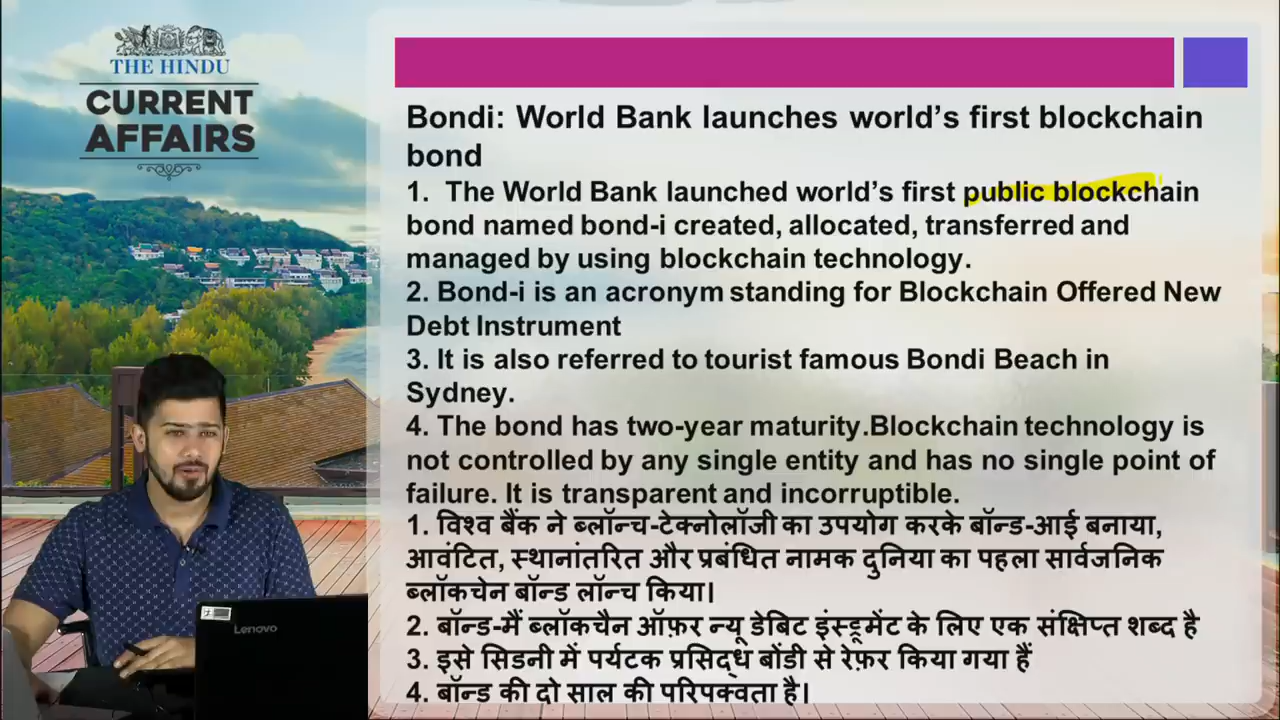 THE HINDU
CURRENT
AFFAIRS
Bondi: World Bank launches world’s first blockchain
bond
1. The World Bank launched world’s first public blockchain
bond named bond-i created, allocated, transferred and
managed by using blockchain technology.
2. Bond-i is an acronym standing for Blockchain Offered New
Debt Instrument
3. It is also referred to tourist famous Bondi Beach in
Sydney.
4. The bond has two-year maturity.Blockchain technology is
not controlled by any single entity and has no single point of
failure. It is transparent and incorruptible.
1. विश्व बैंक ने ब्लॉन्च-टेक्नोलॉजी का उपयोग करके बॉन्ड-आई बनाया,
आवंटित, स्थानांतरित और प्रबंधित नामक दुनिया का पहला सार्वजनिक
ब्लॉकचेन बॉन्ड लॉन्च किया।
2. बॉन्ड-मैं ब्लॉकचैन ऑफ़र न्यू डेबिट इंस्ट्रूमेंट के लिए एक संक्षिप्त शब्द है
3. इसे सिडनी में पर्यटक प्रसिद्ध बोंडी से रेफ़र किया गया हैं
4. बॉन्ड की दो साल की परिपक्वता है।
Lenovo